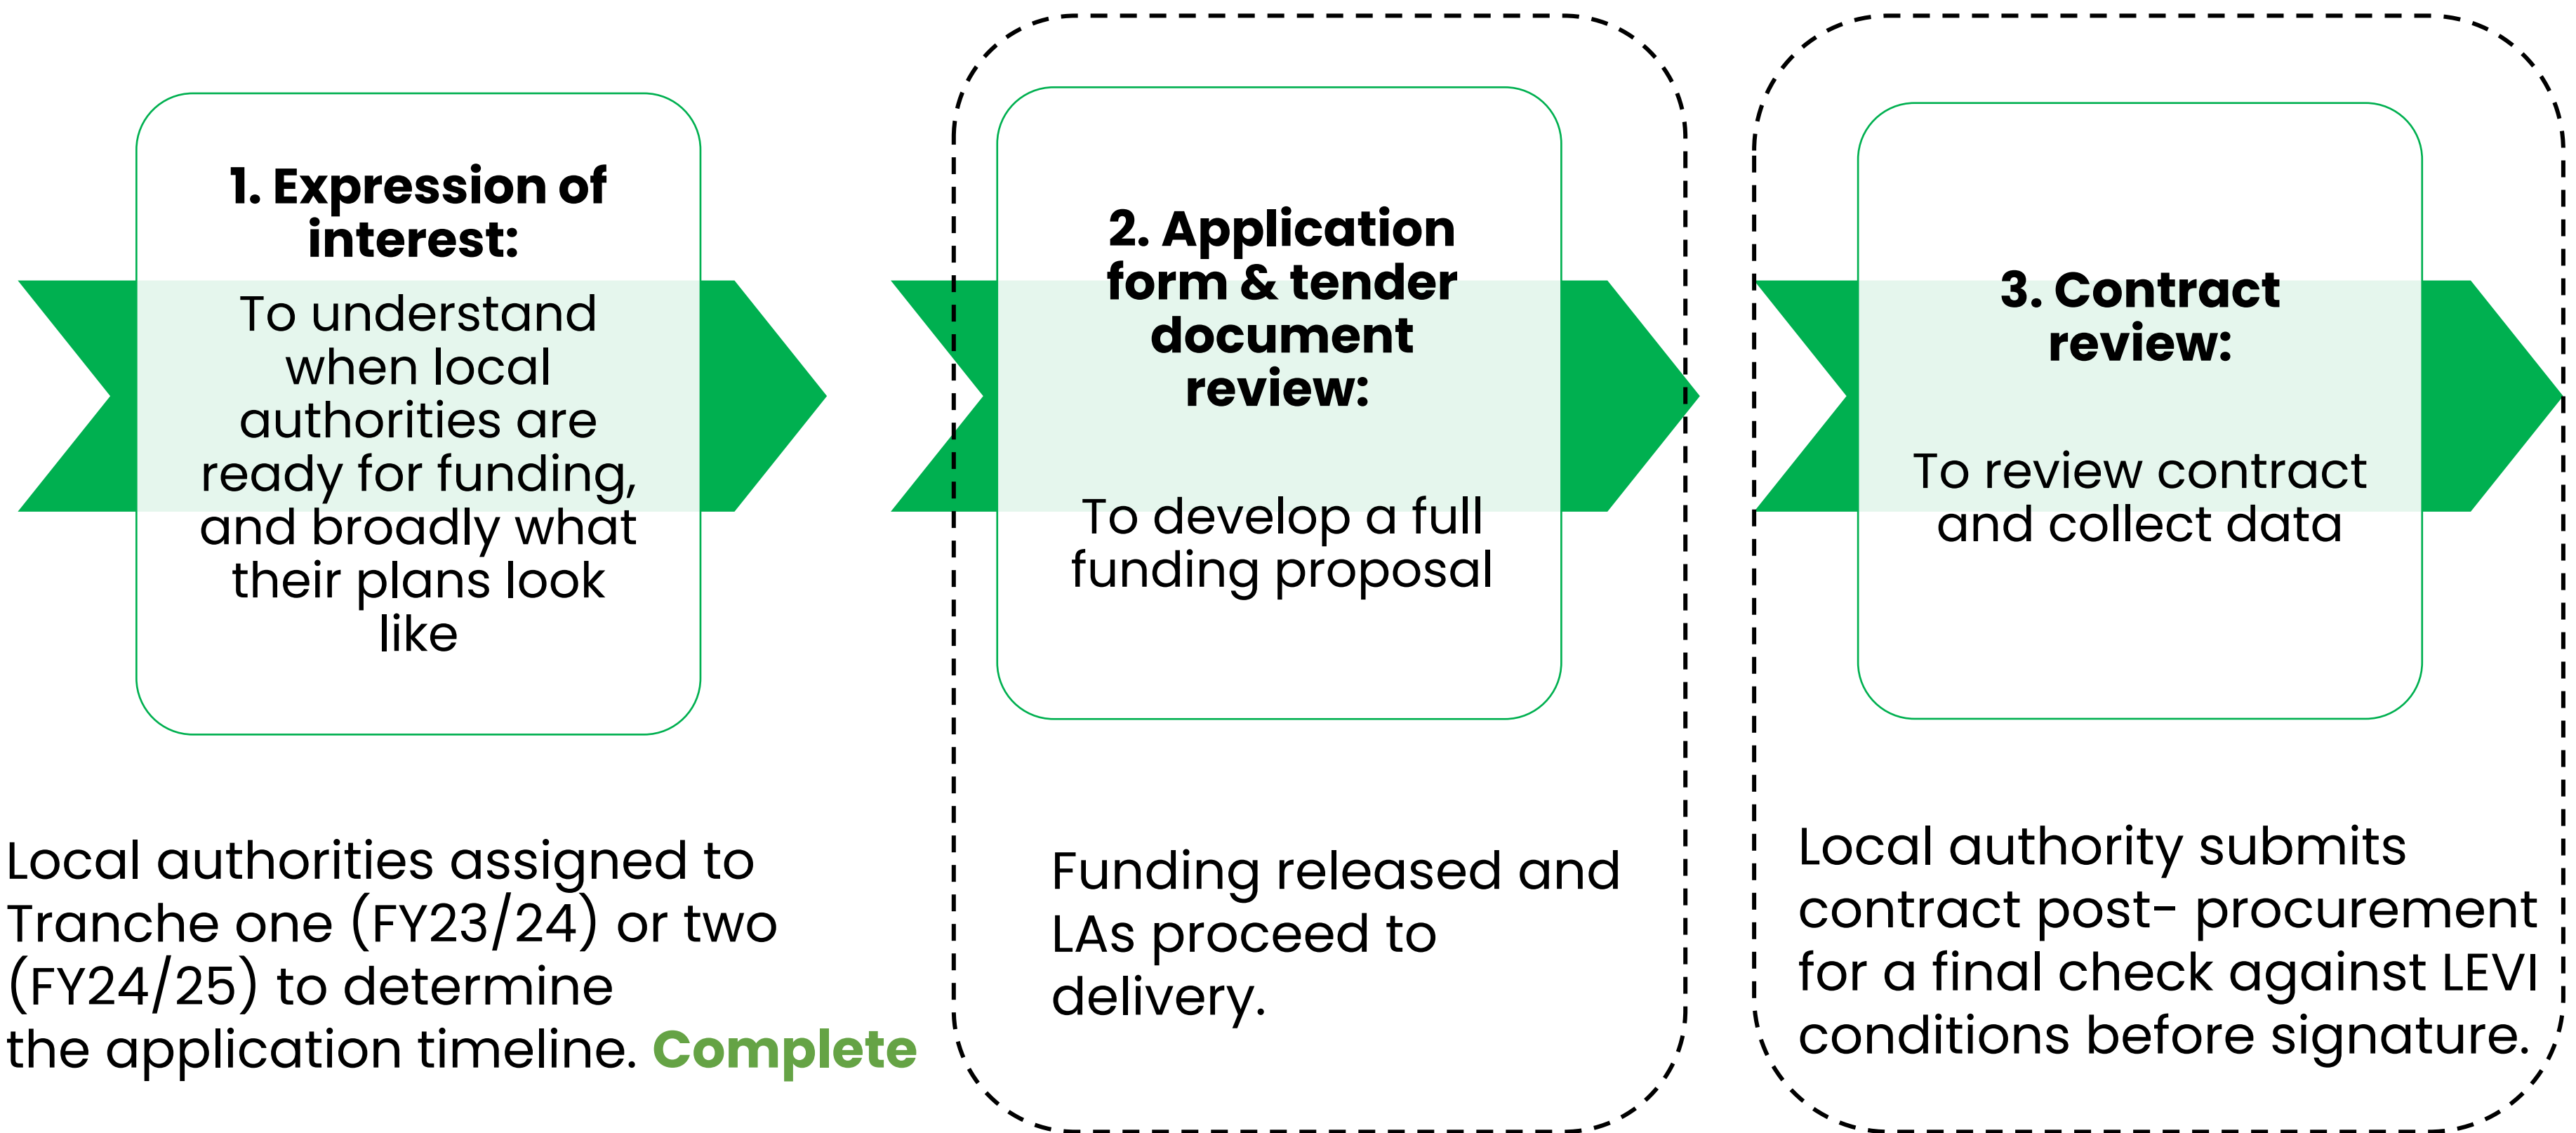 1. Expression of
interest:
To understand
when local
authorities are
ready for funding,
and broadly what
their plans look
like
Local authorities assigned to
Tranche one (FY23/24) or two
(FY24/25) to determine
the application timeline. Complete
2. Application
form & tender
document
review:
To develop a full
funding proposal
Funding released and
LAs proceed to
delivery.
3. Contract
review:
To review contract
and collect data
Local authority submits
contract post- procurement
for a final check against LEVI
conditions before signature.